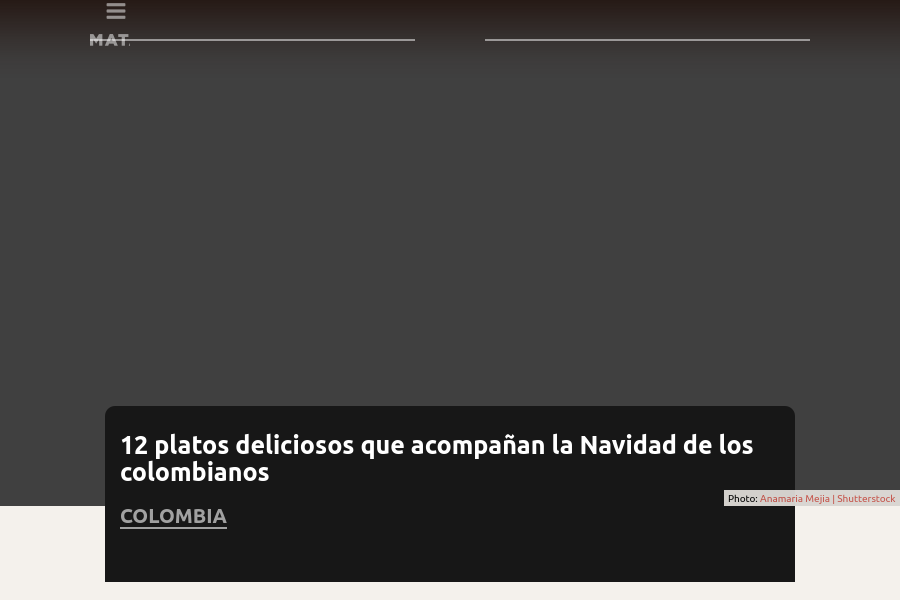 MAT
12 platos deliciosos que acompañan la Navidad de los
colombianos
Photo: Anamaria Mejia | Shutterstock
COLOMBIA